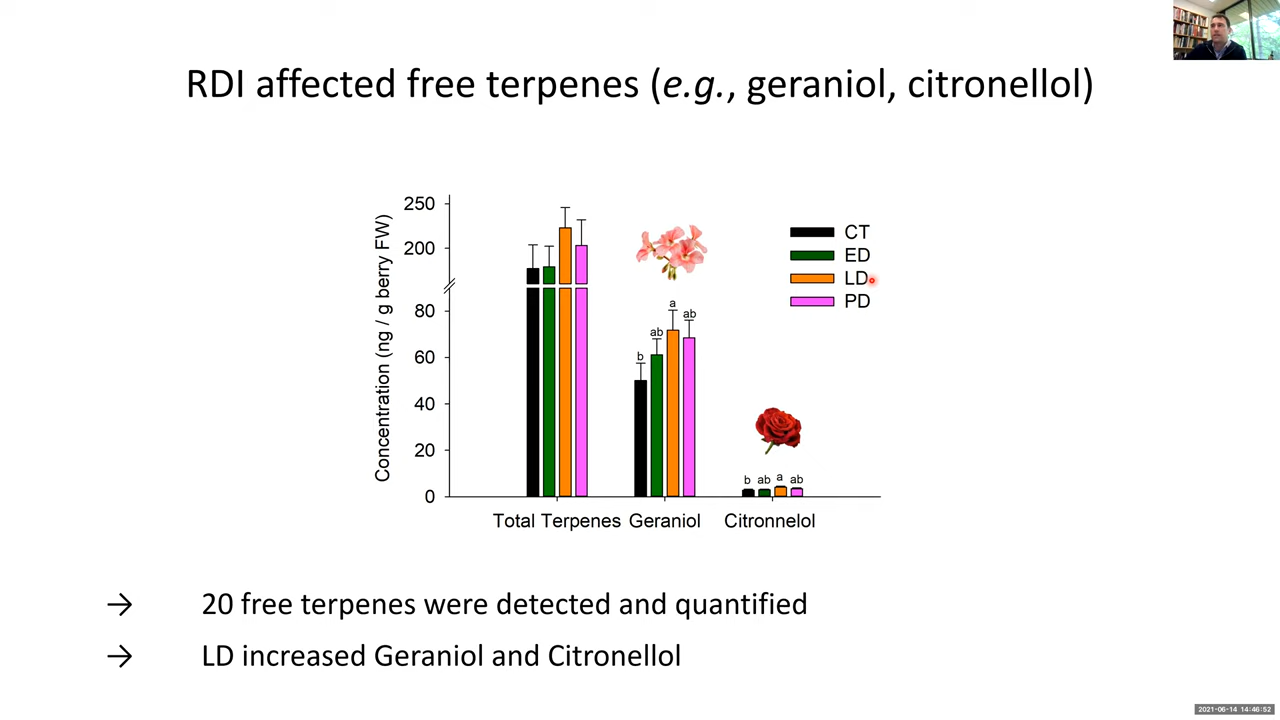 RDI affected free terpenes (e.g., geraniol, citronellol)
Concentration (ng / g berry FW)
250
200
80
60
40
20
0
CT
ED
LD
PD
b
ab
a
ab
b
ab
a
ab
Total Terpenes
Geraniol
Citronnelol
→ 20 free terpenes were detected and quantified
→ LD increased Geraniol and Citronellol
2021-06-14 14:46:52